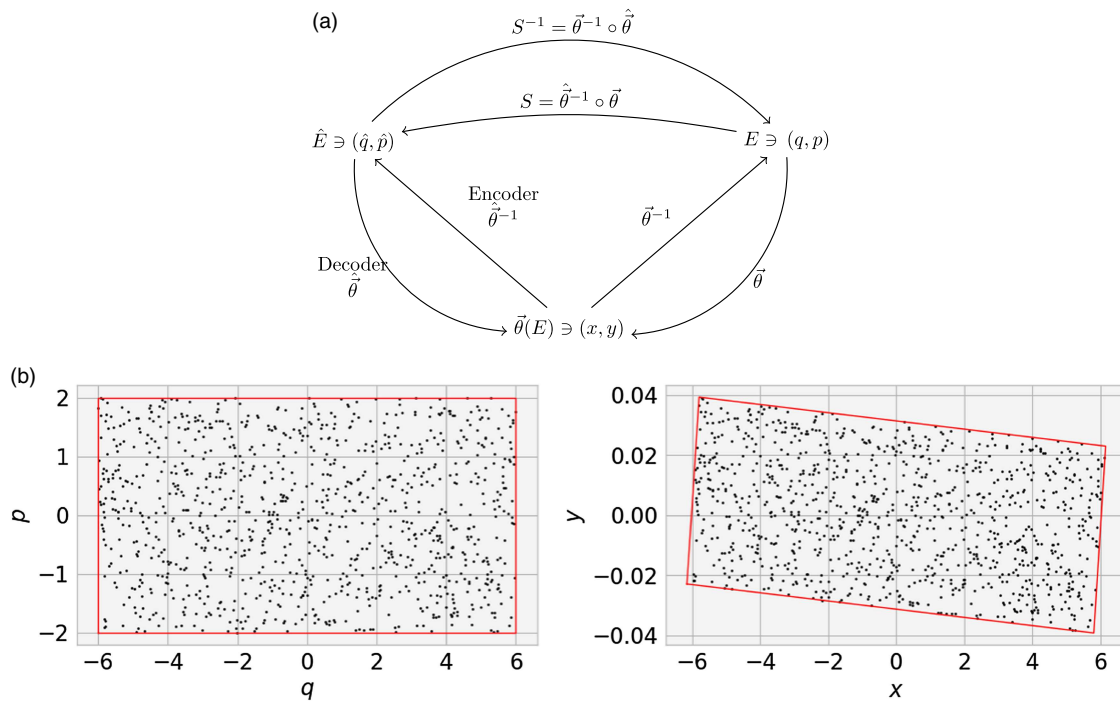 (a)
S⁻¹ = θ⃗⁻¹ ∘ θ⃗̂
S = θ⃗̂⁻¹ ∘ θ⃗
Ê ∋ (q̂, p̂)
E ∋ (q, p)
Encoder
θ⃗̂⁻¹
θ⃗⁻¹
Decoder
θ⃗̂
θ⃗
θ⃗(E) ∋ (x, y)
(b)
2
1
0
−1
−2
p
−6 −4 −2 0 2 4 6
q
0.04
0.02
0.00
−0.02
−0.04
y
−6 −4 −2 0 2 4 6
x